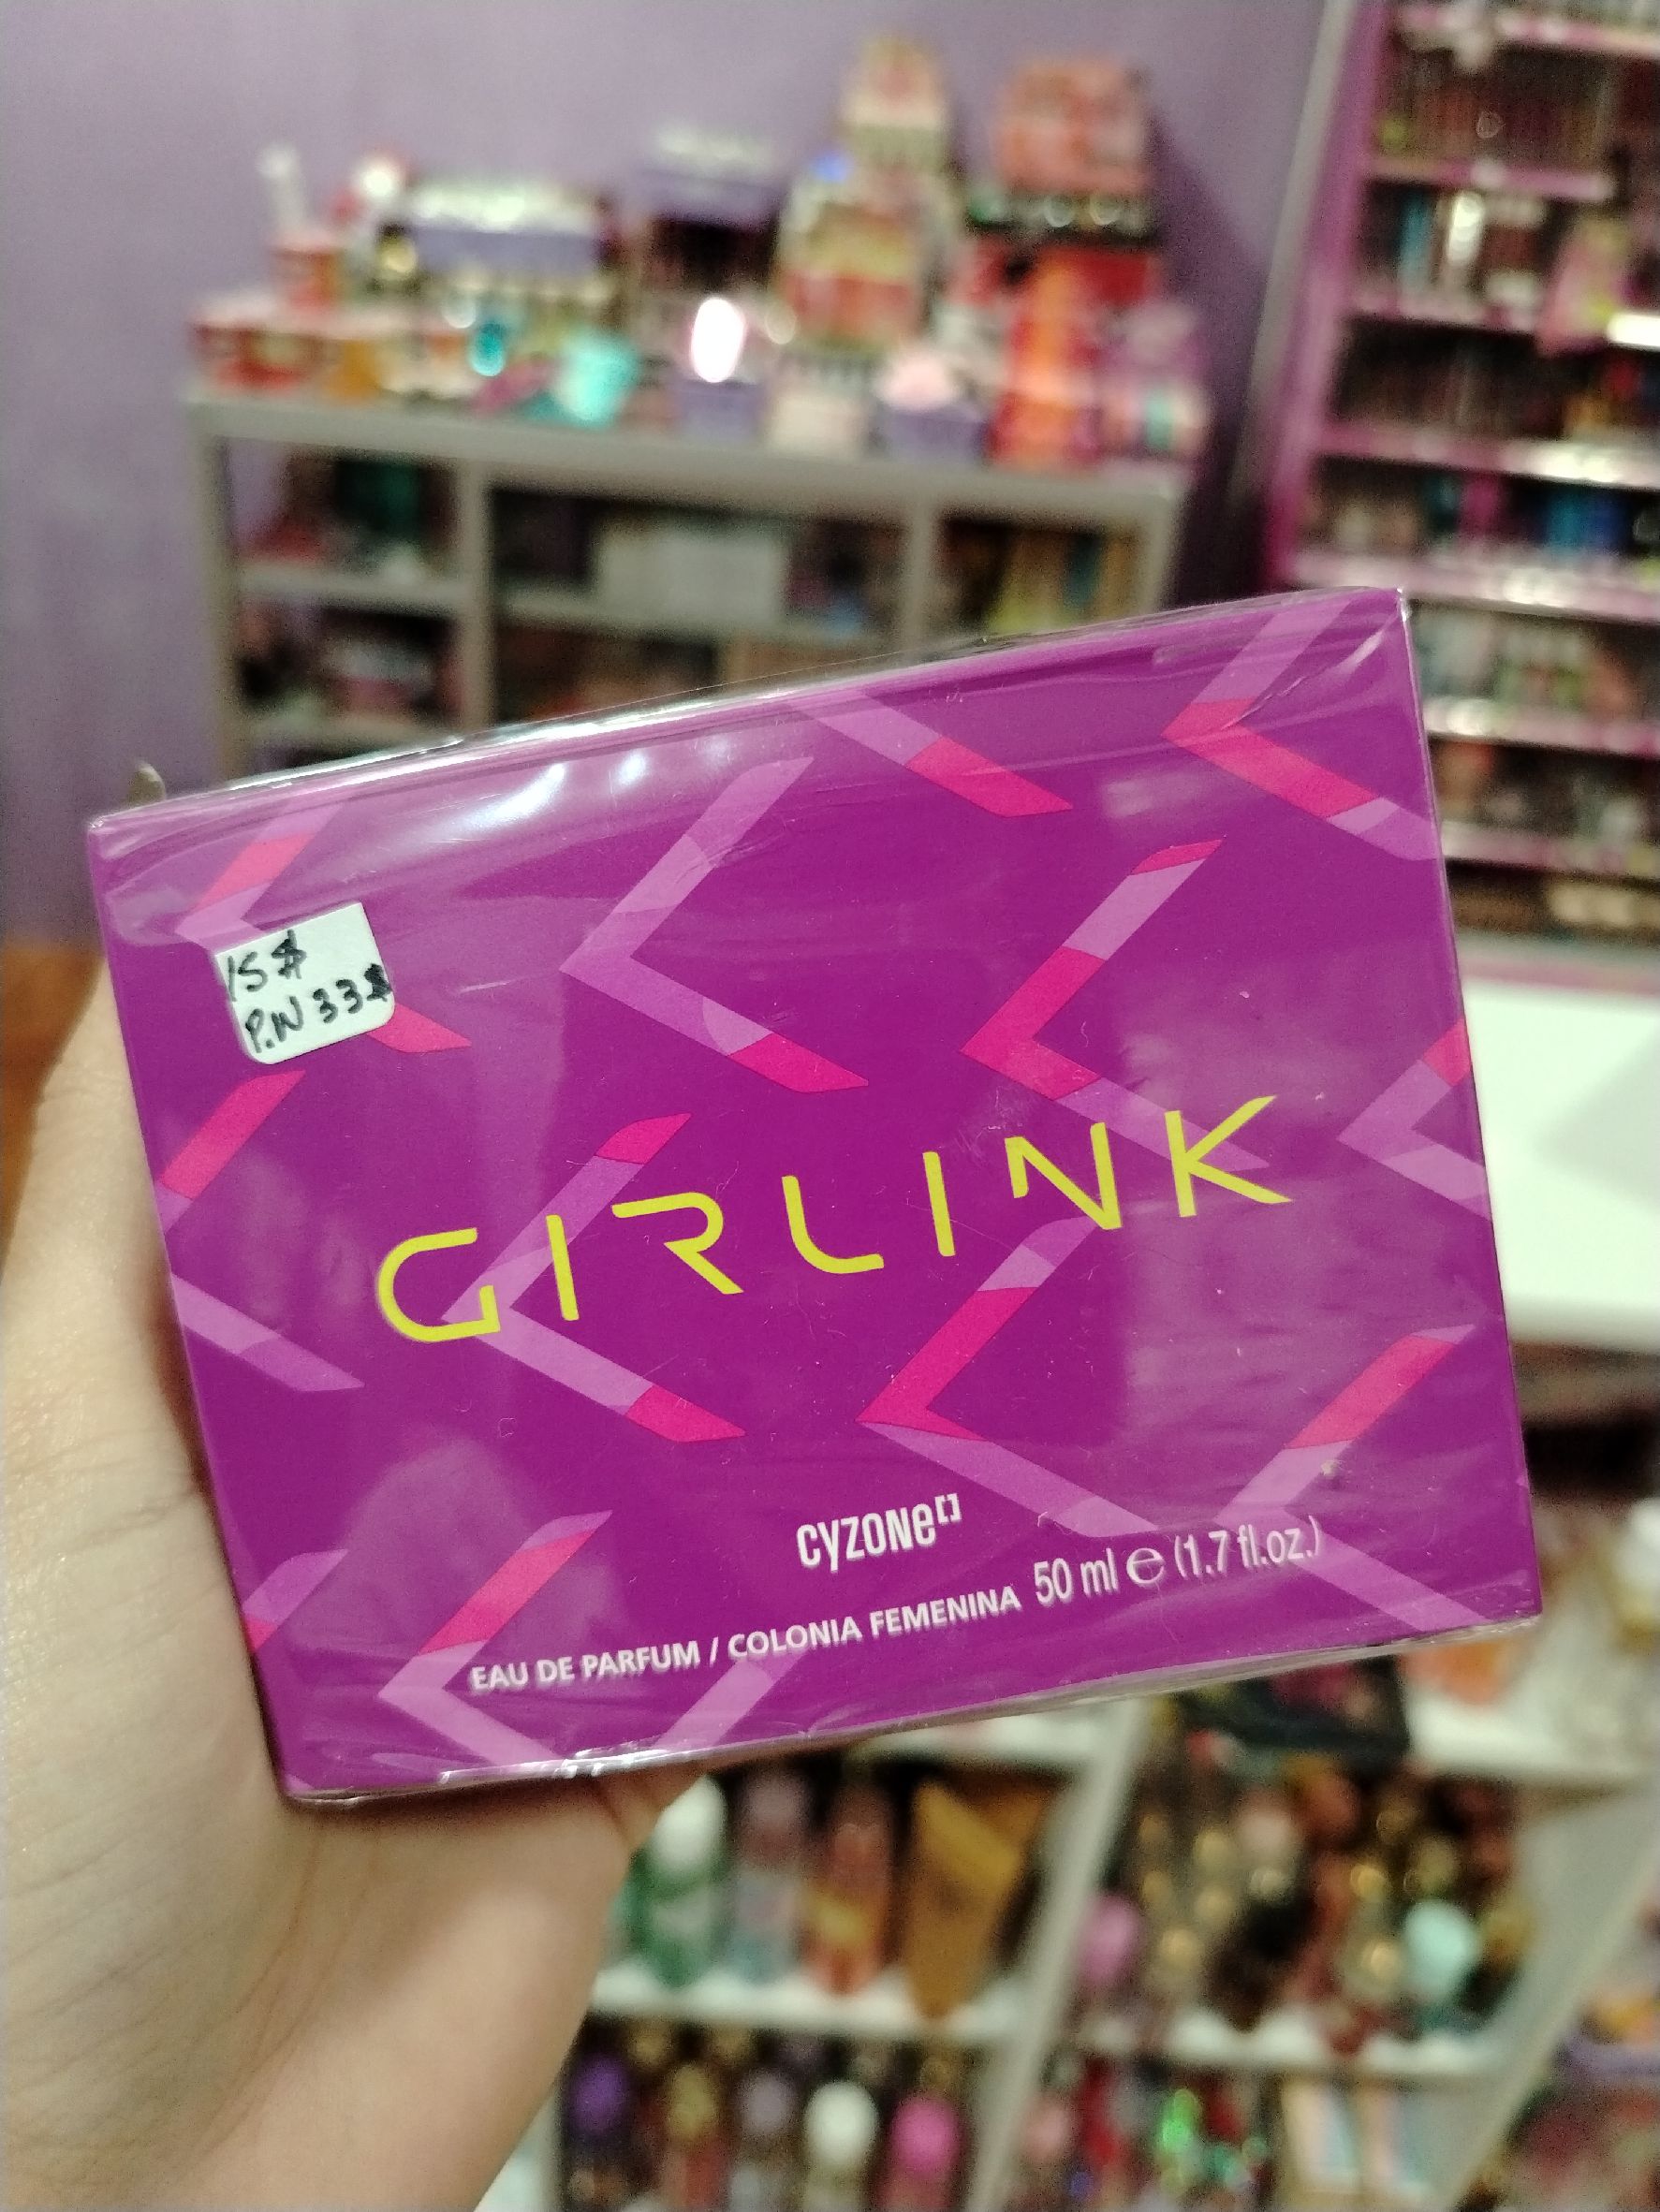 15$
P.N 33$
GIRLINK
cyzone[]
EAU DE PARFUM / COLONIA FEMENINA 50 ml ℮ (1.7 fl.oz.)